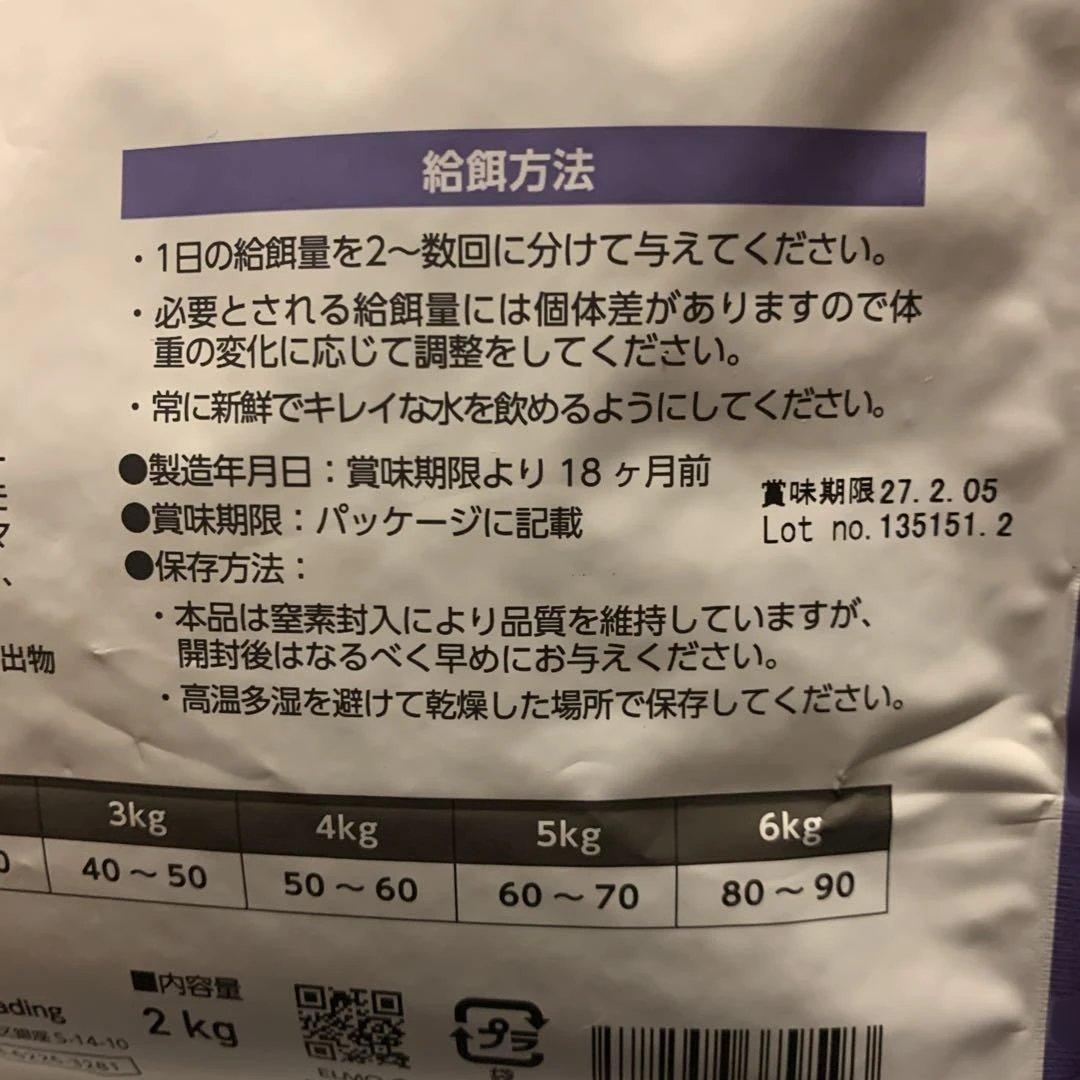 給餌方法
・1日の給餌量を2〜数回に分けて与えてください。
・必要とされる給餌量には個体差がありますので体
重の変化に応じて調整をしてください。
・常に新鮮でキレイな水を飲めるようにしてください。
●製造年月日：賞味期限より 18 ヶ月前
●賞味期限：パッケージに記載
賞味期限27.2.05
Lot no.135151.2
●保存方法：
・本品は窒素封入により品質を維持していますが、
開封後はなるべく早めにお与えください。
・高温多湿を避けて乾燥した場所で保存してください。
出物
3kg 4kg 5kg 6kg
40〜50 50〜60 60〜70 80〜90
■内容量
2 kg
ading
銀座 5-14-10
プラ
袋